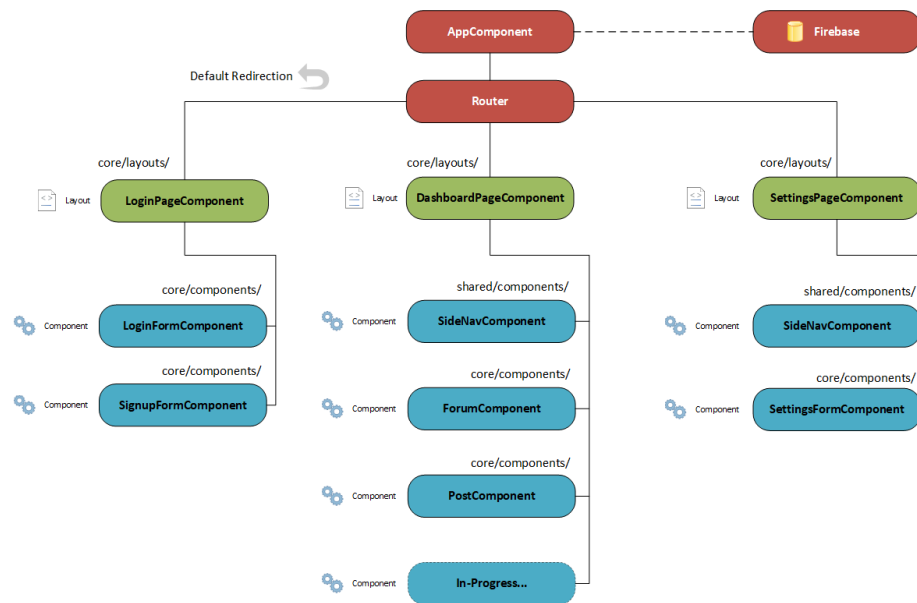 AppComponent
Firebase
Default Redirection
Router
core/layouts/
core/layouts/
core/layouts/
Layout
LoginPageComponent
Layout
DashboardPageComponent
Layout
SettingsPageComponent
core/components/
shared/components/
shared/components/
Component
LoginFormComponent
Component
SideNavComponent
Component
SideNavComponent
core/components/
core/components/
core/components/
Component
SignupFormComponent
Component
ForumComponent
Component
SettingsFormComponent
core/components/
Component
PostComponent
Component
In-Progress...